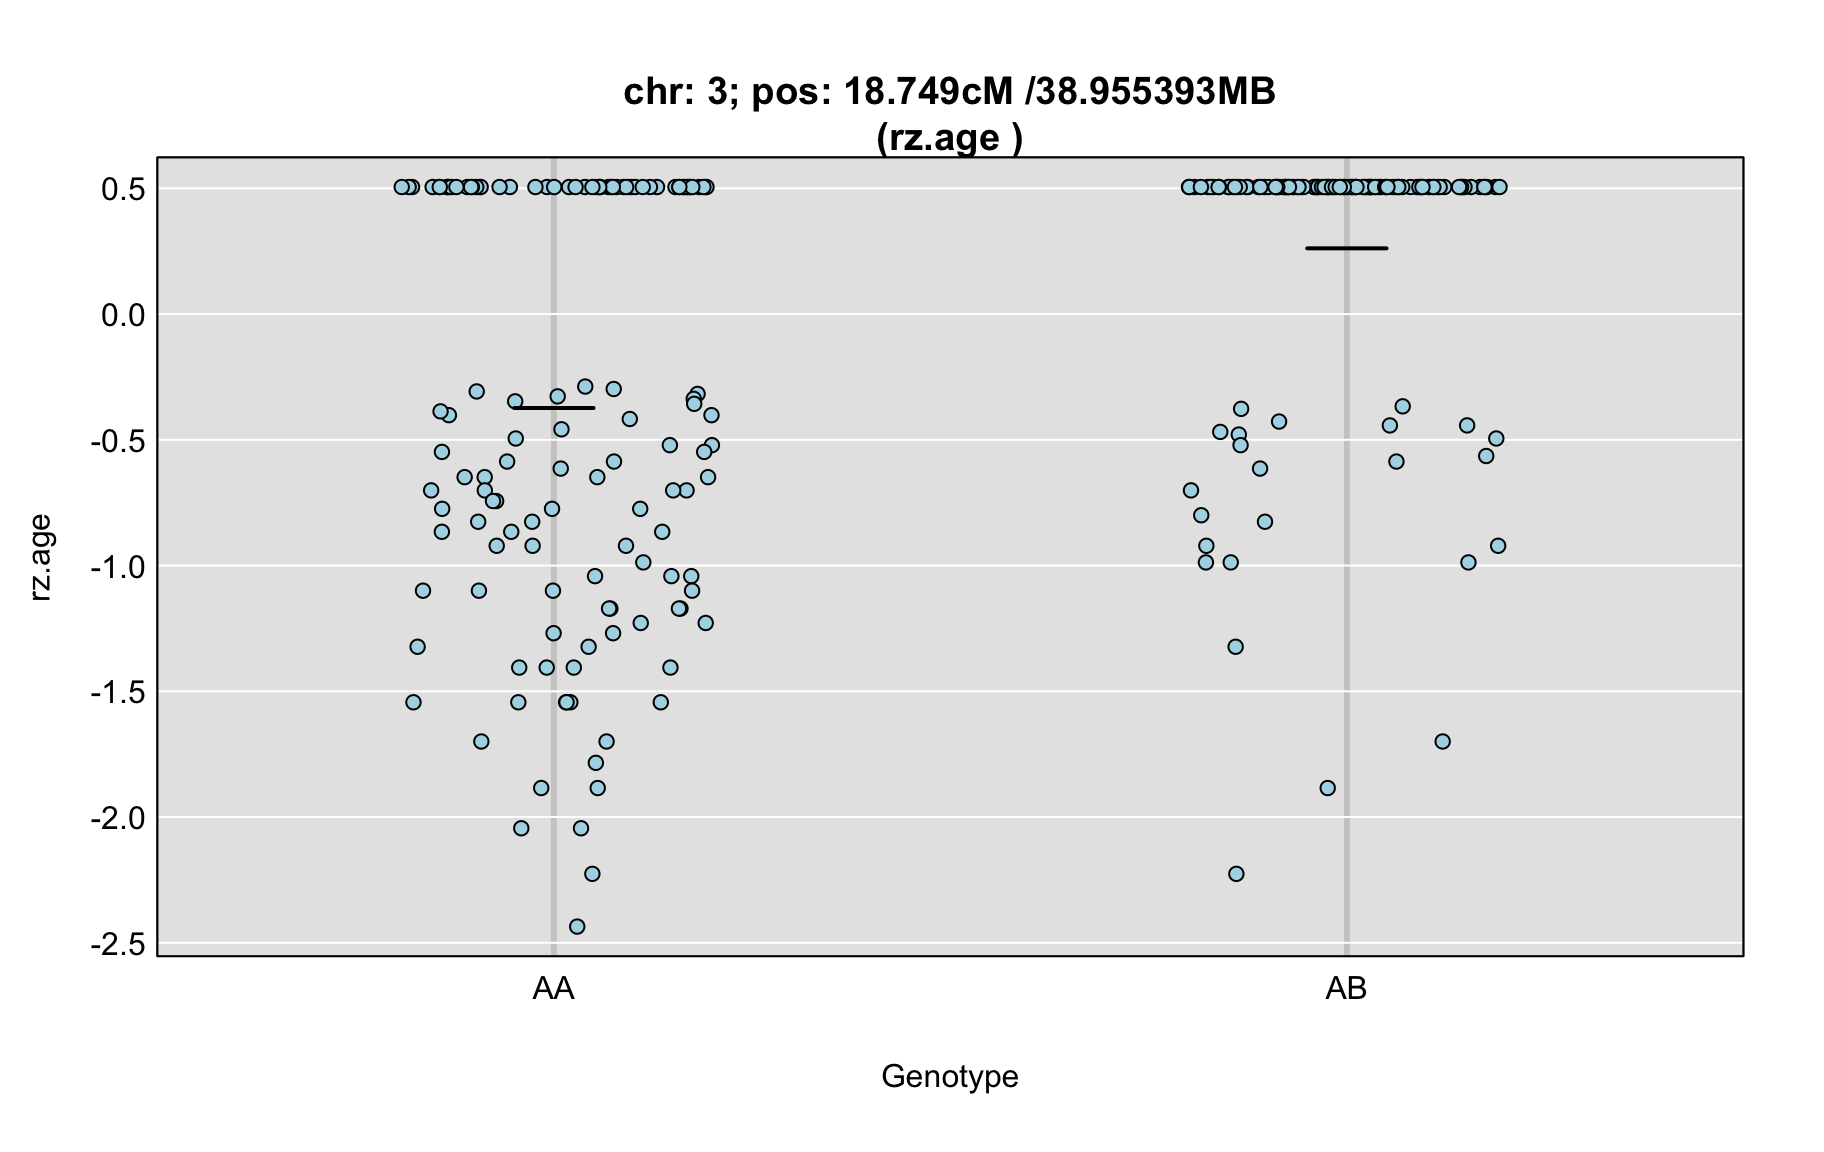 chr: 3; pos: 18.749cM /38.955393MB
(rz.age )
rz.age
0.5
0.0
-0.5
-1.0
-1.5
-2.0
-2.5
AA
AB
Genotype